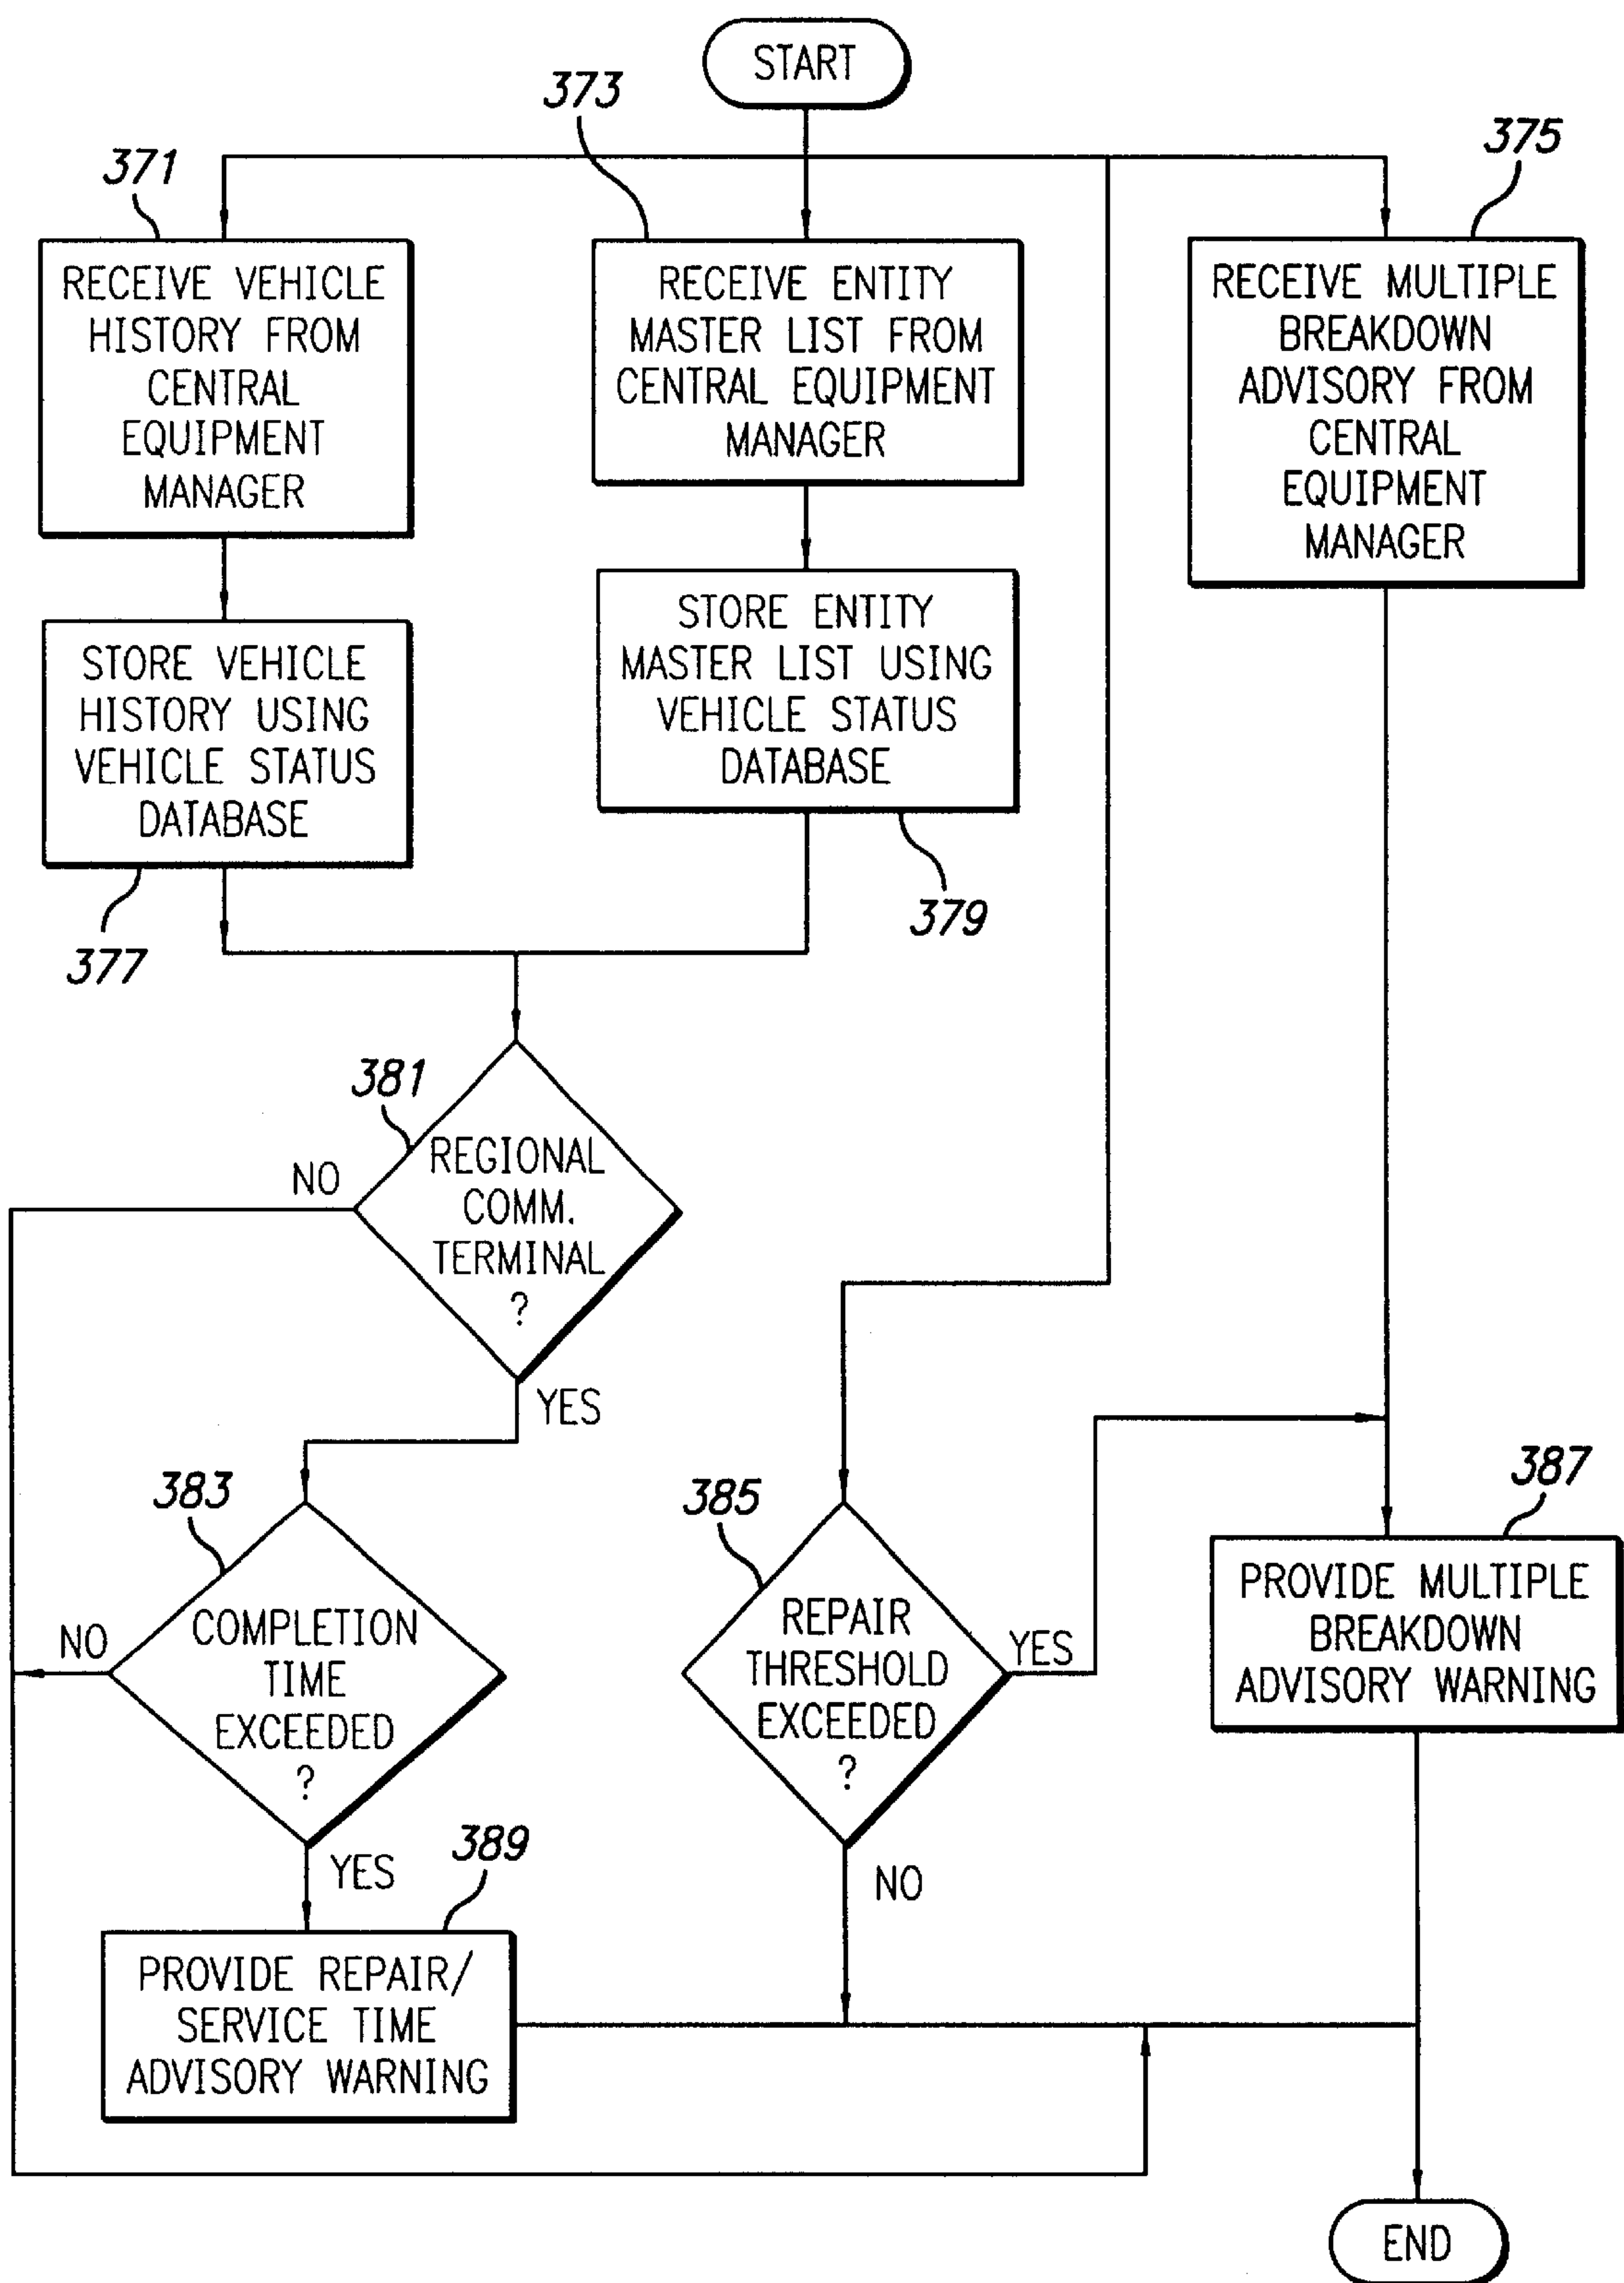 START
373
375
371
RECEIVE VEHICLE
HISTORY FROM
CENTRAL
EQUIPMENT
MANAGER
RECEIVE ENTITY
MASTER LIST FROM
CENTRAL EQUIPMENT
MANAGER
RECEIVE MULTIPLE
BREAKDOWN
ADVISORY FROM
CENTRAL
EQUIPMENT
MANAGER
STORE VEHICLE
HISTORY USING
VEHICLE STATUS
DATABASE
STORE ENTITY
MASTER LIST USING
VEHICLE STATUS
DATABASE
377
379
381
NO
REGIONAL
COMM.
TERMINAL
?
YES
383
385
387
NO
COMPLETION
TIME
EXCEEDED
?
REPAIR
THRESHOLD
EXCEEDED
?
YES
PROVIDE MULTIPLE
BREAKDOWN
ADVISORY WARNING
YES
389
NO
PROVIDE REPAIR/
SERVICE TIME
ADVISORY WARNING
END